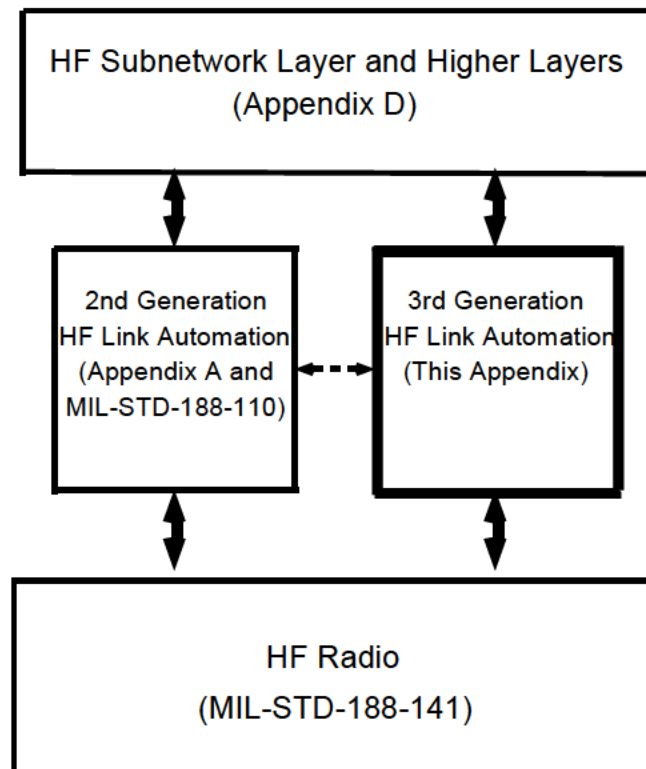 HF Subnetwork Layer and Higher Layers
(Appendix D)
2nd Generation
HF Link Automation
(Appendix A and
MIL-STD-188-110)
3rd Generation
HF Link Automation
(This Appendix)
HF Radio
(MIL-STD-188-141)